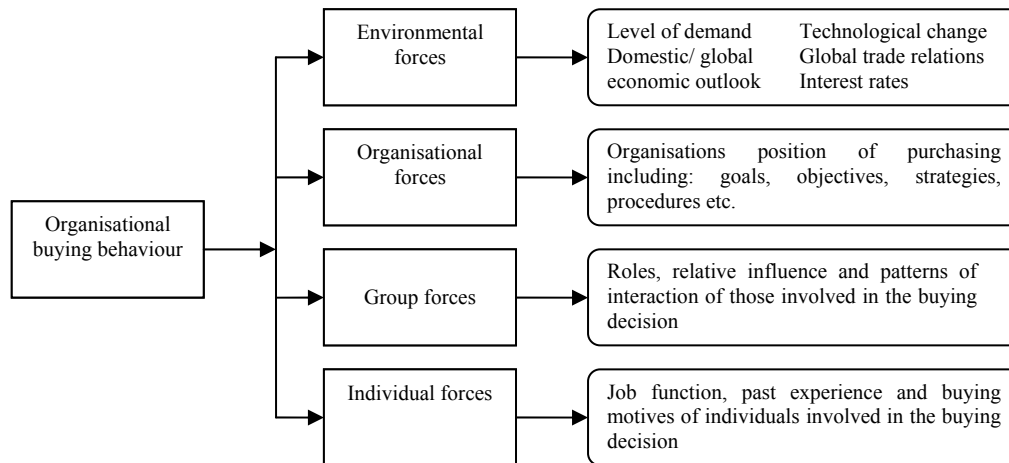 Environmental
forces
Level of demand
Domestic/ global
economic outlook
Technological change
Global trade relations
Interest rates
Organisational
forces
Organisations position of purchasing
including: goals, objectives, strategies,
procedures etc.
Organisational
buying behaviour
Group forces
Roles, relative influence and patterns of
interaction of those involved in the buying
decision
Individual forces
Job function, past experience and buying
motives of individuals involved in the buying
decision